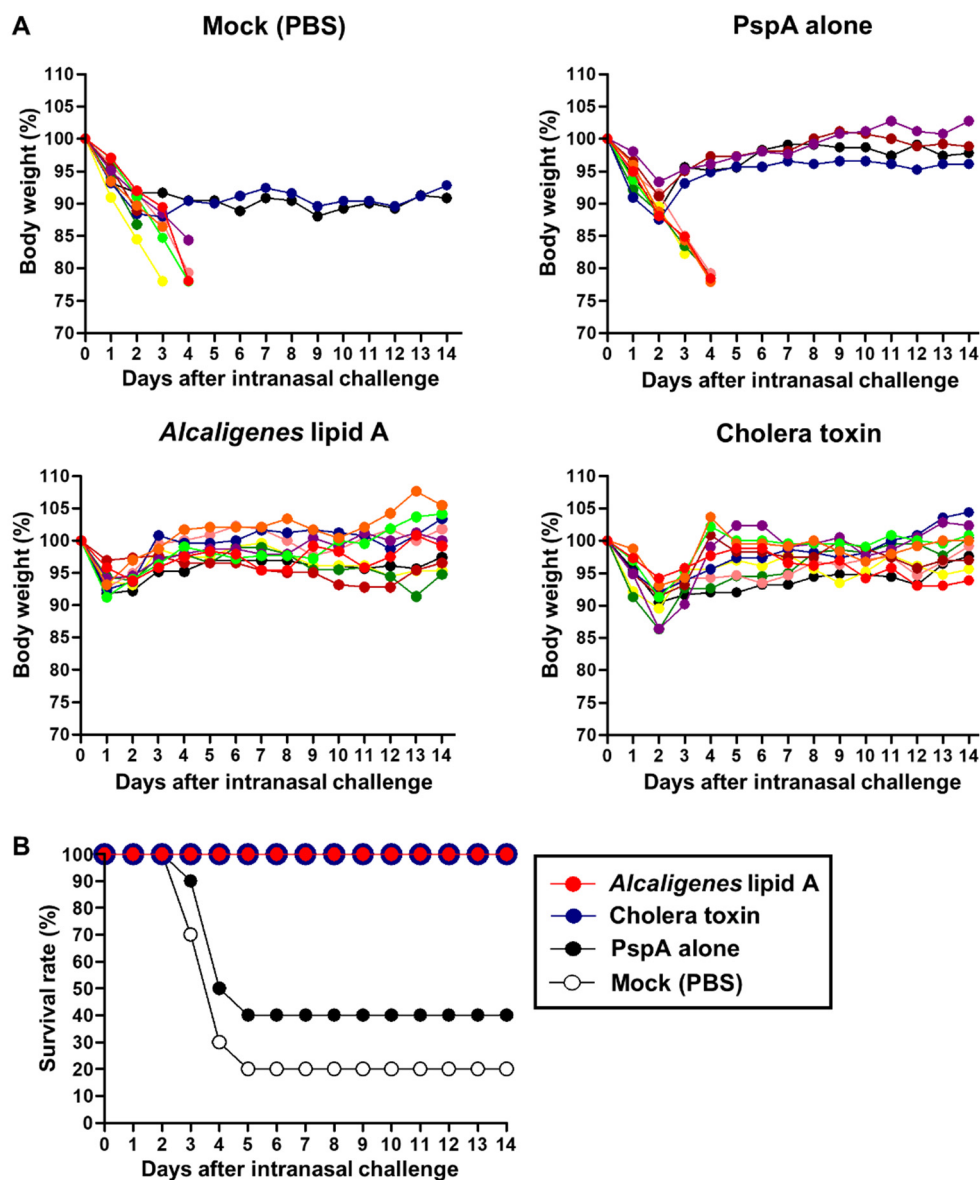 A
Mock (PBS)
Body weight (%)
110
105
100
95
90
85
80
75
70
0 1 2 3 4 5 6 7 8 9 10 11 12 13 14
Days after intranasal challenge
PspA alone
Body weight (%)
110
105
100
95
90
85
80
75
70
0 1 2 3 4 5 6 7 8 9 10 11 12 13 14
Days after intranasal challenge
Alcaligenes lipid A
Body weight (%)
110
105
100
95
90
85
80
75
70
0 1 2 3 4 5 6 7 8 9 10 11 12 13 14
Days after intranasal challenge
Cholera toxin
Body weight (%)
110
105
100
95
90
85
80
75
70
0 1 2 3 4 5 6 7 8 9 10 11 12 13 14
Days after intranasal challenge
B
Survival rate (%)
100
90
80
70
60
50
40
30
20
10
0
0 1 2 3 4 5 6 7 8 9 10 11 12 13 14
Days after intranasal challenge
Alcaligenes lipid A
Cholera toxin
PspA alone
Mock (PBS)